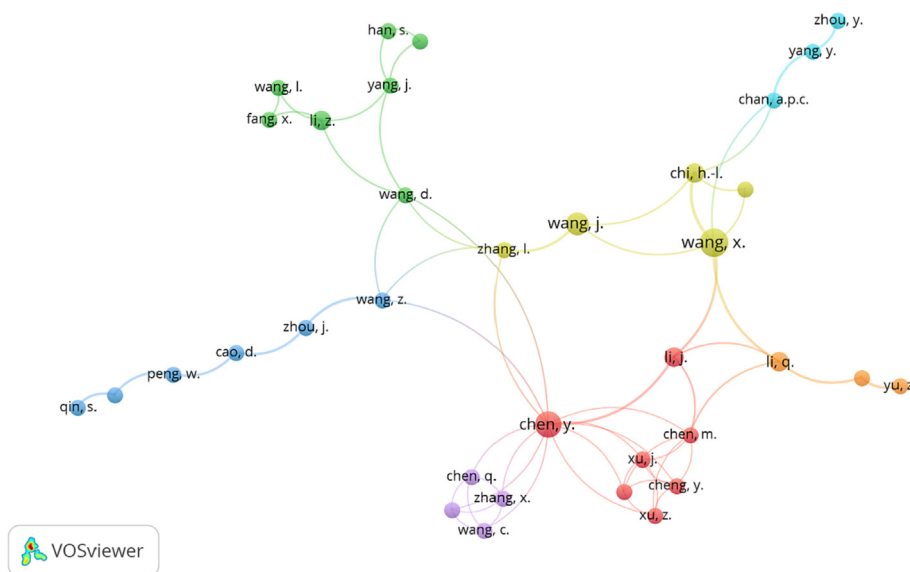 zhou, y.
han, s.
yang, y.
wang, l.
yang, j.
chan, a.p.c.
fang, x.
li, z.
chi, h.-l.
wang, d.
wang, j.
zhang, l.
wang, x.
wang, z.
zhou, j.
cao, d.
li, j.
li, q.
peng, w.
yu, z
qin, s.
chen, y.
chen, m.
xu, j.
chen, q.
cheng, y.
zhang, x.
xu, z.
wang, c.
VOSviewer